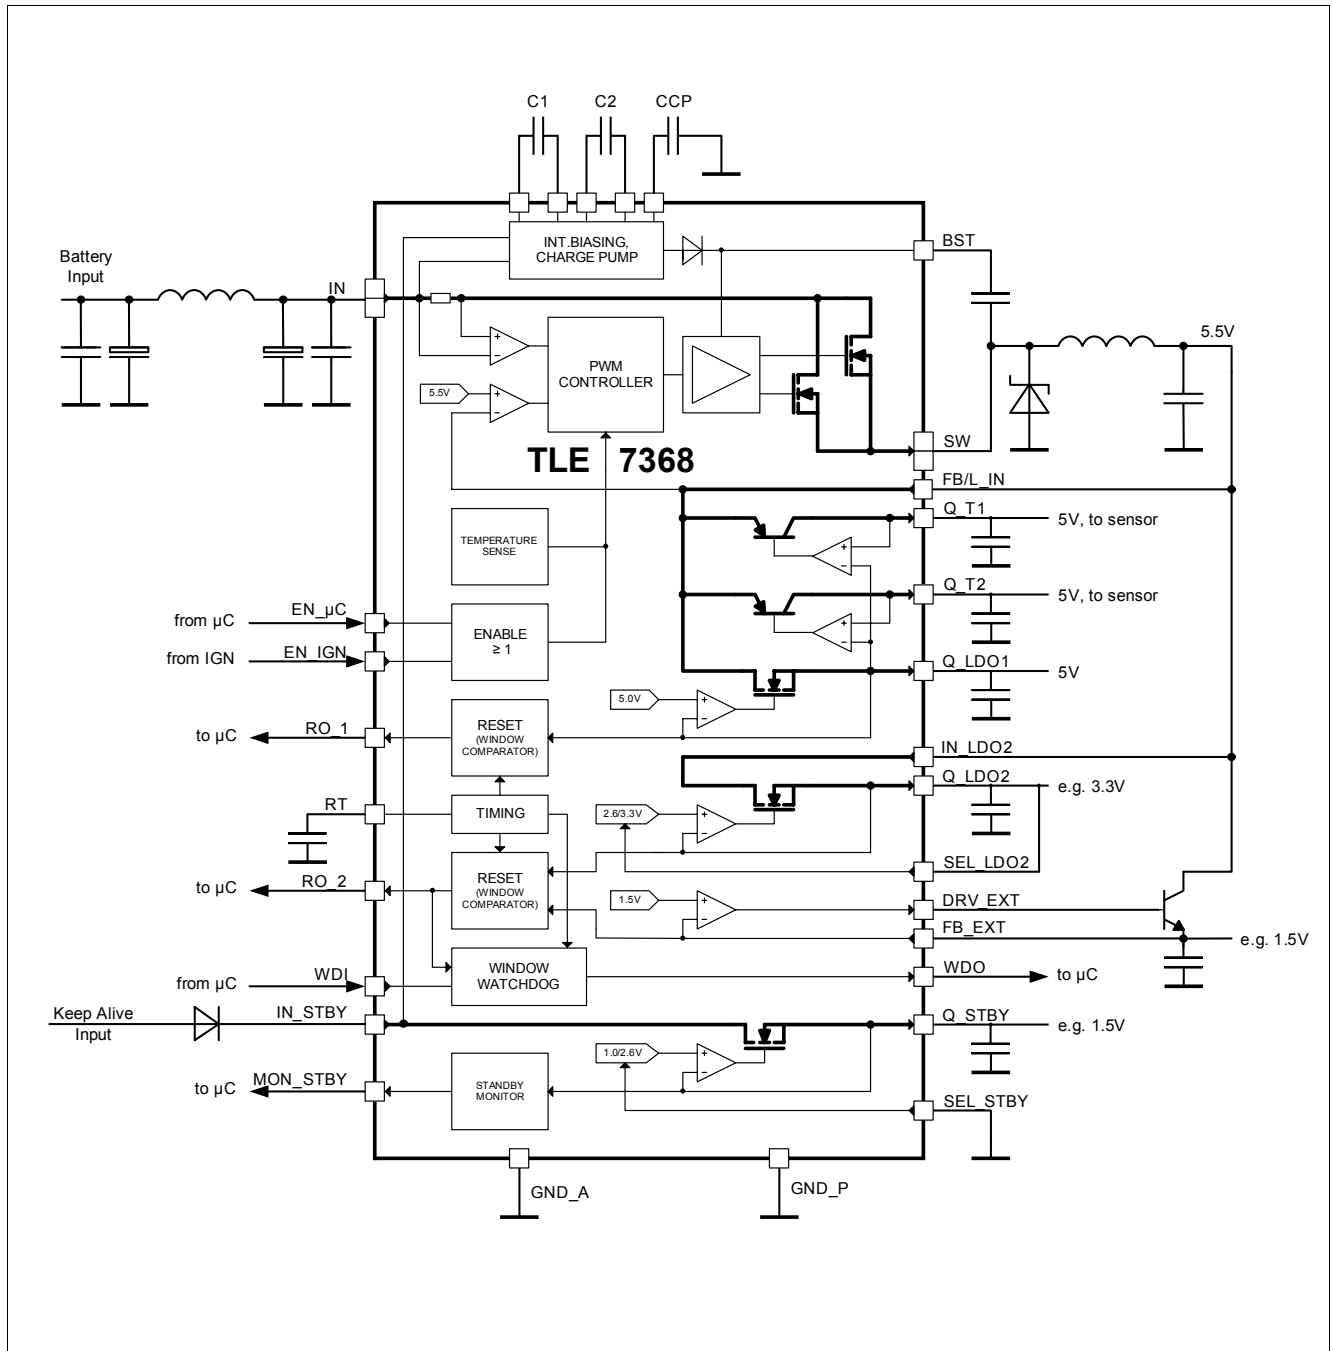 C1
C2
CCP
INT.BIASING,
CHARGE PUMP
BST
Battery
Input
IN
5.5V
PWM
CONTROLLER
5.5V
+
−
+
−
TLE 7368
SW
FB/L_IN
Q_T1
5V, to sensor
+
−
TEMPERATURE
SENSE
Q_T2
5V, to sensor
+
−
from µC
EN_µC
ENABLE
≥ 1
from IGN
EN_IGN
Q_LDO1
5V
5.0V
+
−
to µC
RO_1
RESET
(WINDOW
COMPARATOR)
IN_LDO2
Q_LDO2
e.g. 3.3V
RT
TIMING
2.6/3.3V
+
−
SEL_LDO2
to µC
RO_2
RESET
(WINDOW
COMPARATOR)
1.5V
+
−
DRV_EXT
FB_EXT
e.g. 1.5V
from µC
WDI
WINDOW
WATCHDOG
WDO
to µC
Keep Alive
Input
IN_STBY
Q_STBY
e.g. 1.5V
1.0/2.6V
+
−
to µC
MON_STBY
STANDBY
MONITOR
SEL_STBY
GND_A
GND_P